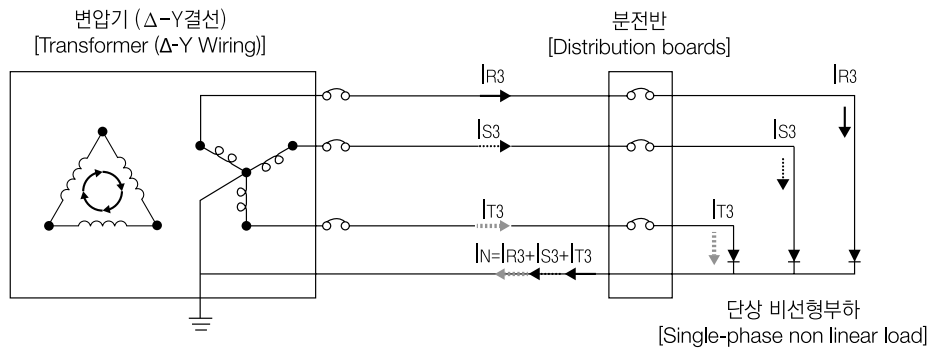 변압기 (Δ-Y결선)
[Transformer (Δ-Y Wiring)]
분전반
[Distribution boards]
IR3
IR3
IS3
IS3
IT3
IT3
IN=IR3+IS3+IT3
단상 비선형부하
[Single-phase non linear load]